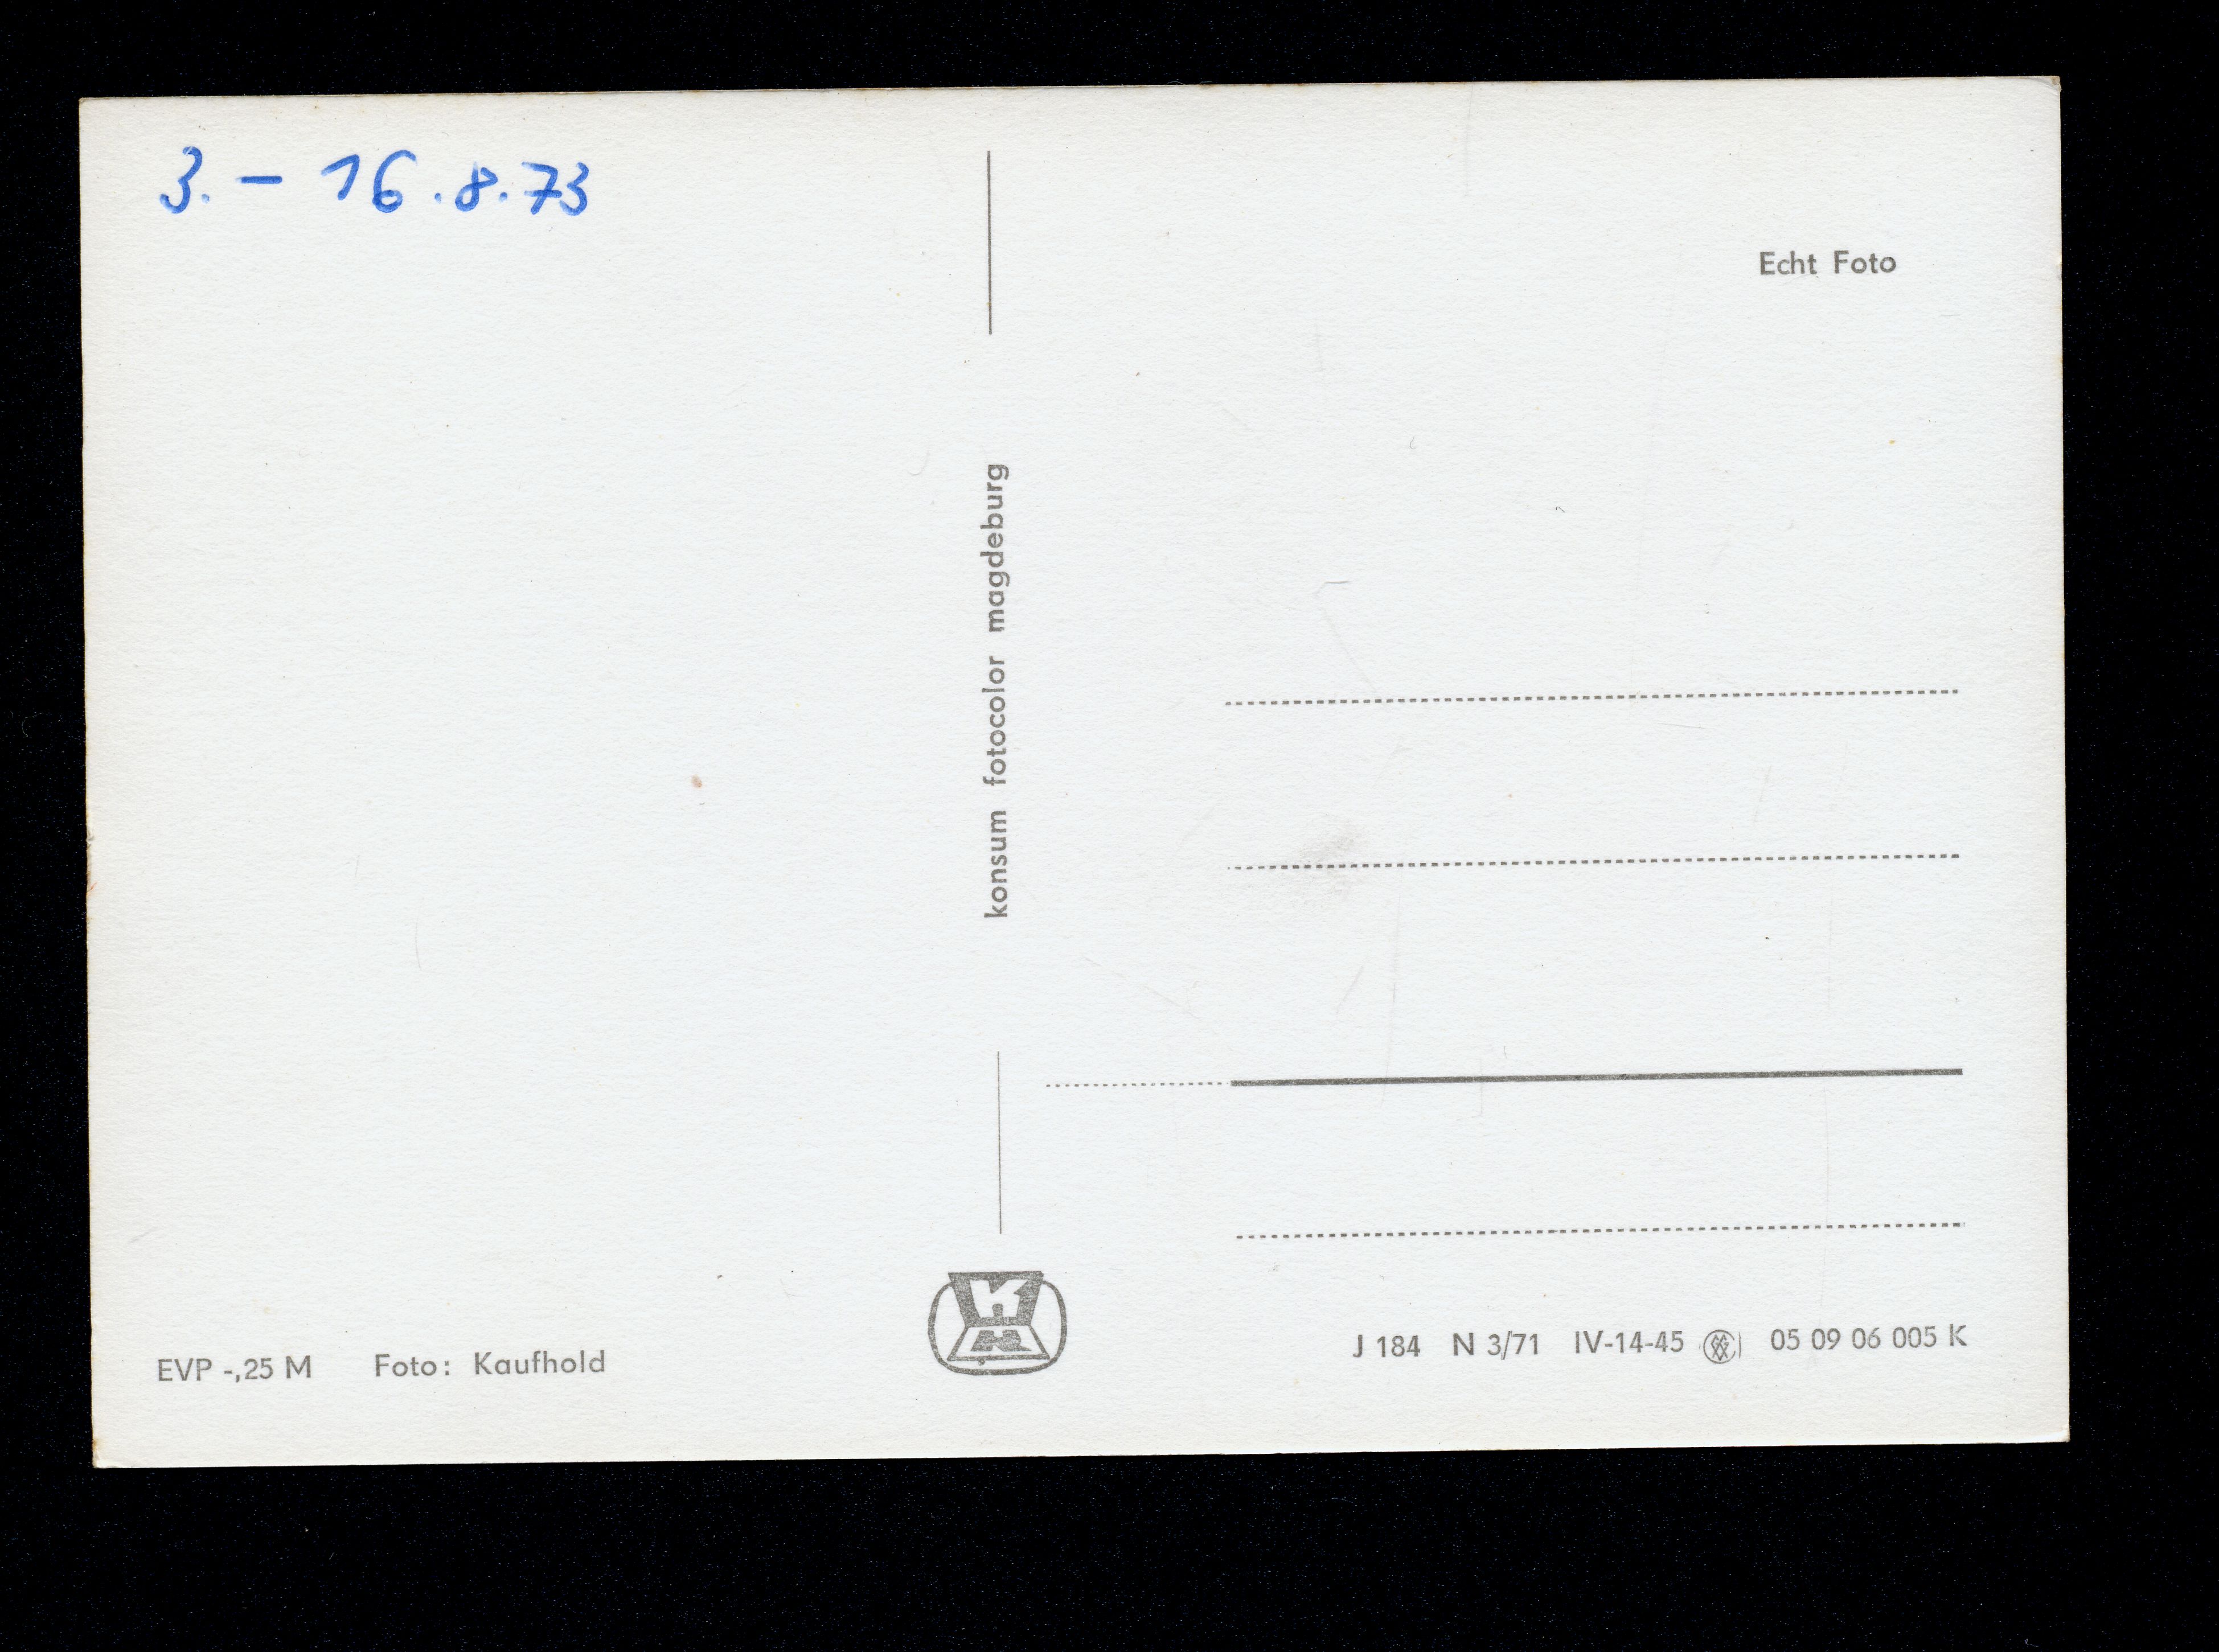 3. – 16.8.73
Echt Foto
konsum fotocolor magdeburg
EVP -,25 M Foto: Kaufhold
K
J 184 N 3/71 IV-14-45 05 09 06 005 K